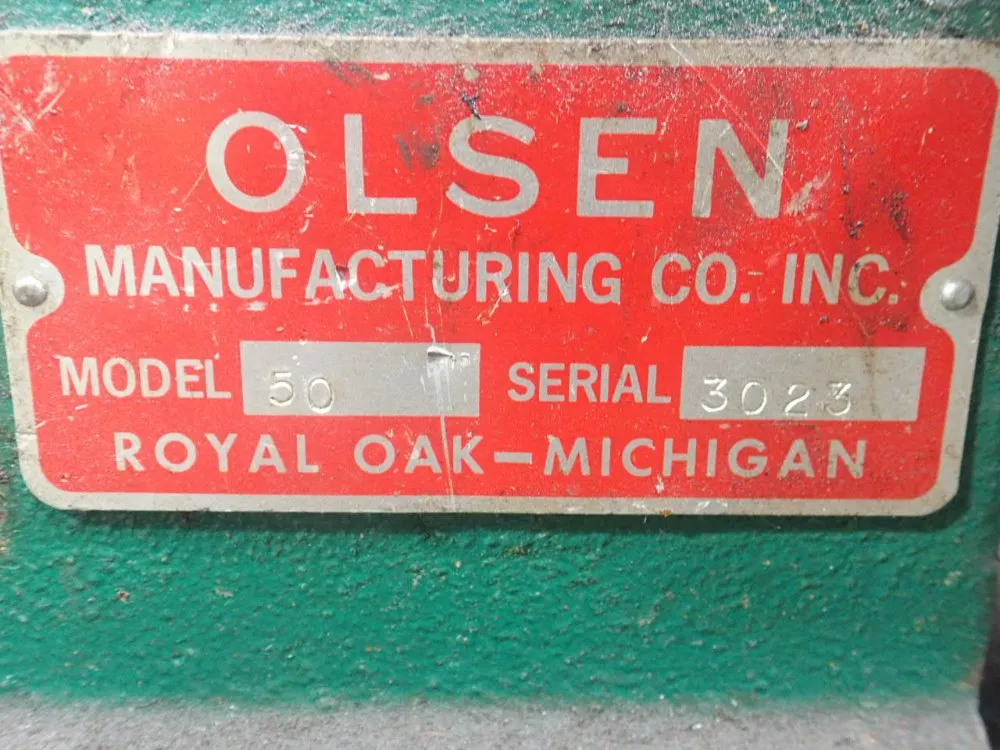 OLSEN
MANUFACTURING CO. INC.
MODEL 50 SERIAL 3023
ROYAL OAK—MICHIGAN